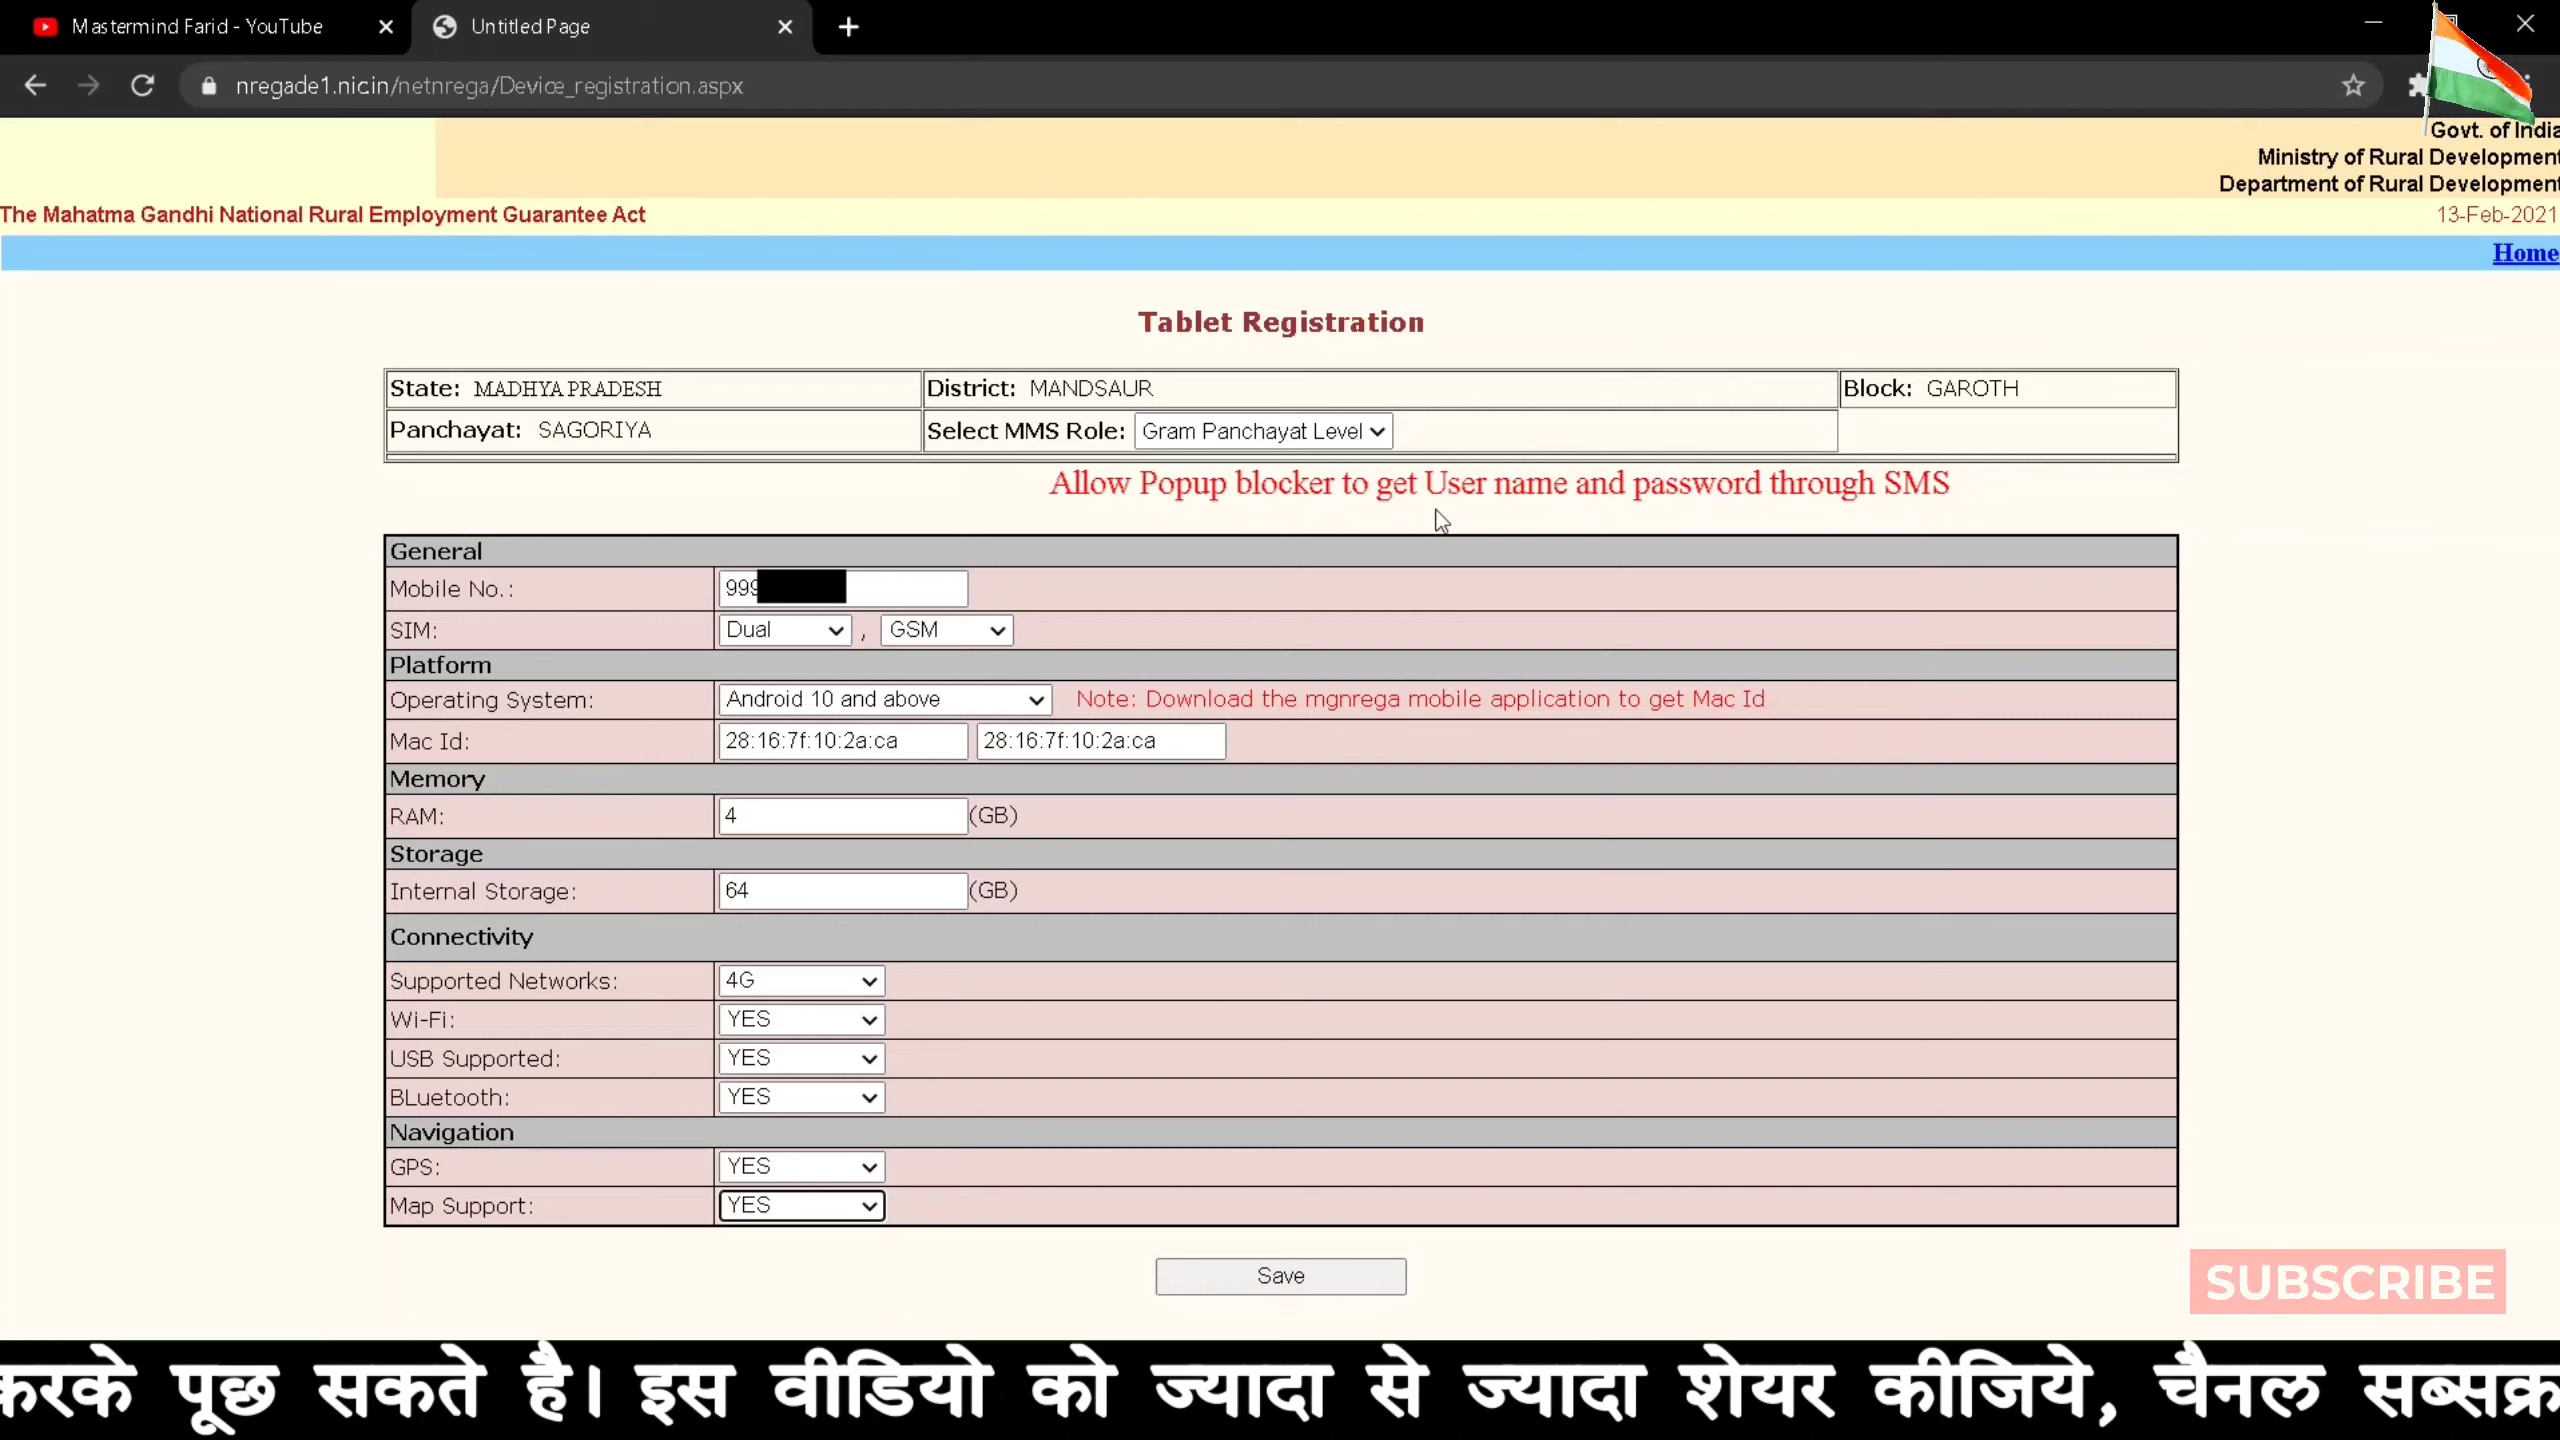 Mastermind Farid - YouTube
Untitled Page
nregade1.nic.in/netnrega/Device_registration.aspx
Govt. of India
Ministry of Rural Development
Department of Rural Development
The Mahatma Gandhi National Rural Employment Guarantee Act
13-Feb-2021
Home
Tablet Registration
State: MADHYA PRADESH District: MANDSAUR Block: GAROTH
Panchayat: SAGORIYA Select MMS Role: Gram Panchayat Level
Allow Popup blocker to get User name and password through SMS
General
Mobile No.: 999
SIM: Dual , GSM
Platform
Operating System: Android 10 and above Note: Download the mgnrega mobile application to get Mac Id
Mac Id: 28:16:7f:10:2a:ca 28:16:7f:10:2a:ca
Memory
RAM: 4 (GB)
Storage
Internal Storage: 64 (GB)
Connectivity
Supported Networks: 4G
Wi-Fi: YES
USB Supported: YES
BLuetooth: YES
Navigation
GPS: YES
Map Support: YES
Save
SUBSCRIBE
करके पूछ सकते है। इस वीडियो को ज्यादा से ज्यादा शेयर कीजिये, चैनल सब्सक्र